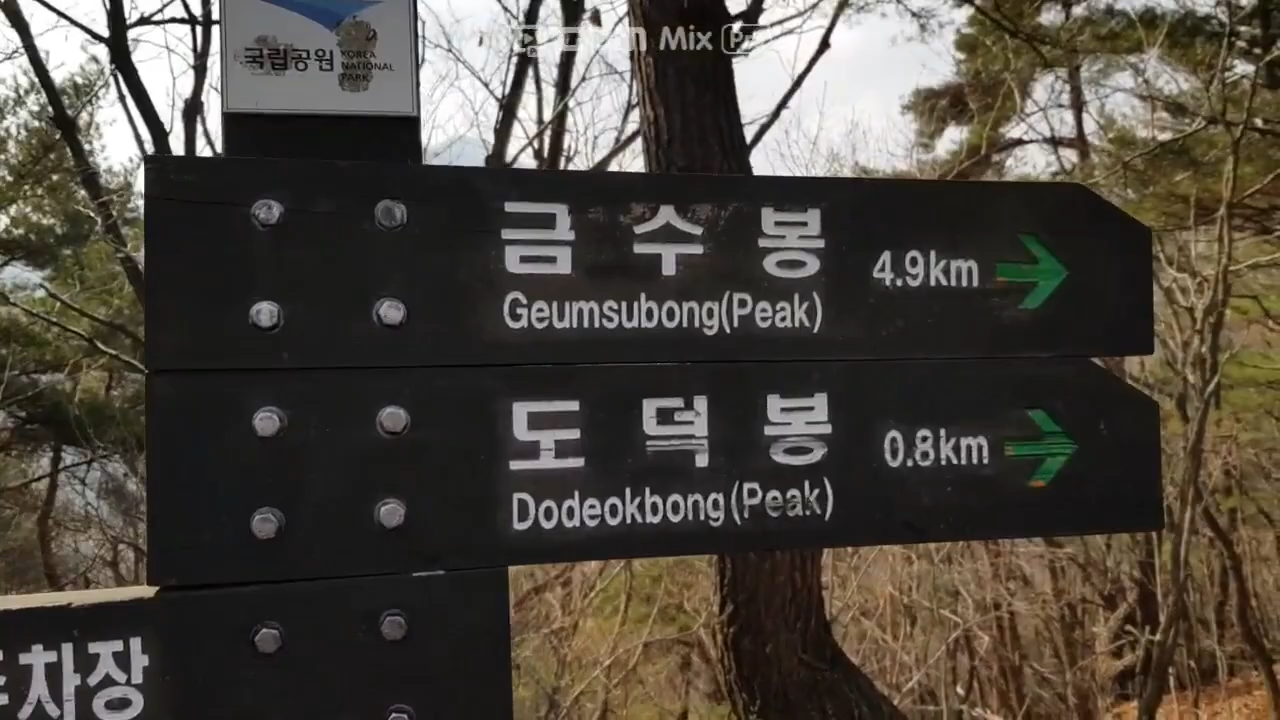 국립공원
KOREA
NATIONAL
PARK
금수봉
Geumsubong(Peak)
4.9km
도덕봉
Dodeokbong(Peak)
0.8km
차장